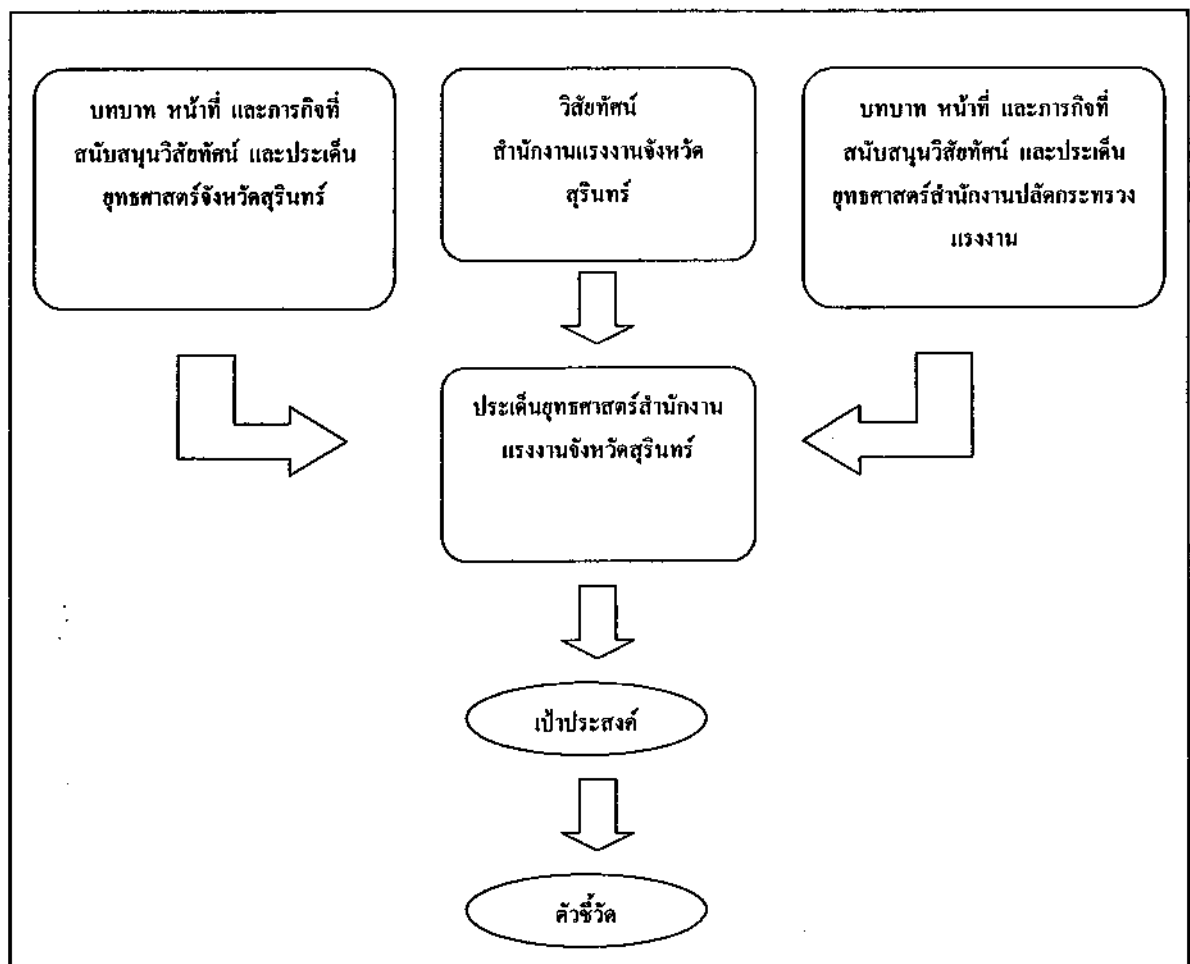 บทบาท หน้าที่ และภารกิจที่
สนับสนุนวิสัยทัศน์ และประเด็น
ยุทธศาสตร์จังหวัดสุรินทร์
วิสัยทัศน์
สำนักงานแรงงานจังหวัด
สุรินทร์
บทบาท หน้าที่ และภารกิจที่
สนับสนุนวิสัยทัศน์ และประเด็น
ยุทธศาสตร์สำนักงานปลัดกระทรวง
แรงงาน
ประเด็นยุทธศาสตร์สำนักงาน
แรงงานจังหวัดสุรินทร์
เป้าประสงค์
ตัวชี้วัด